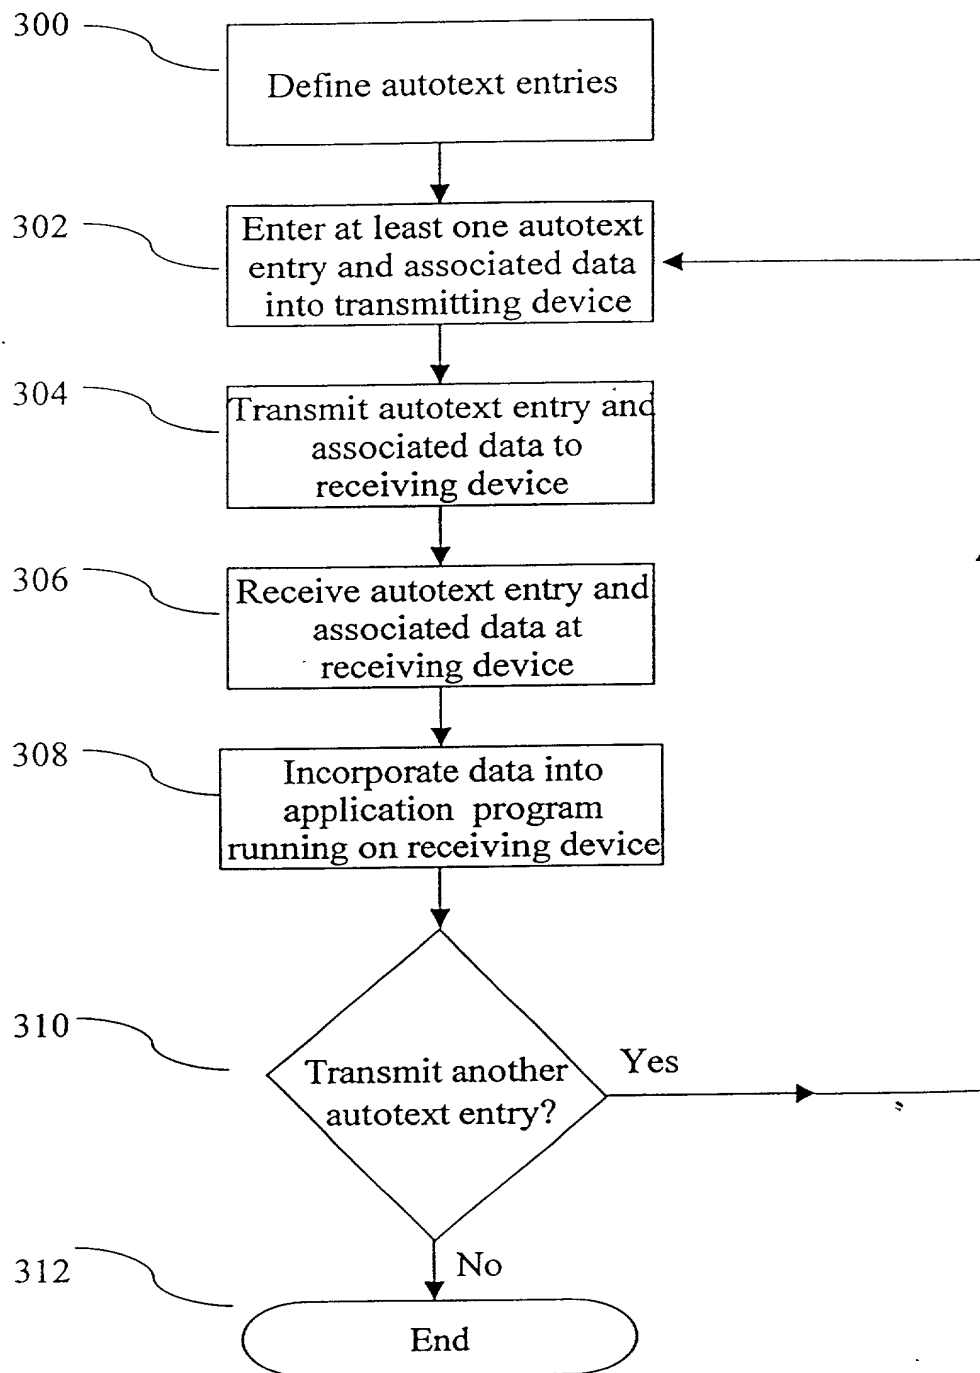 300
Define autotext entries
302
Enter at least one autotext
entry and associated data
into transmitting device
304
Transmit autotext entry and
associated data to
receiving device
306
Receive autotext entry and
associated data at
receiving device
308
Incorporate data into
application program
running on receiving device
310
Transmit another
autotext entry?
Yes
No
312
End